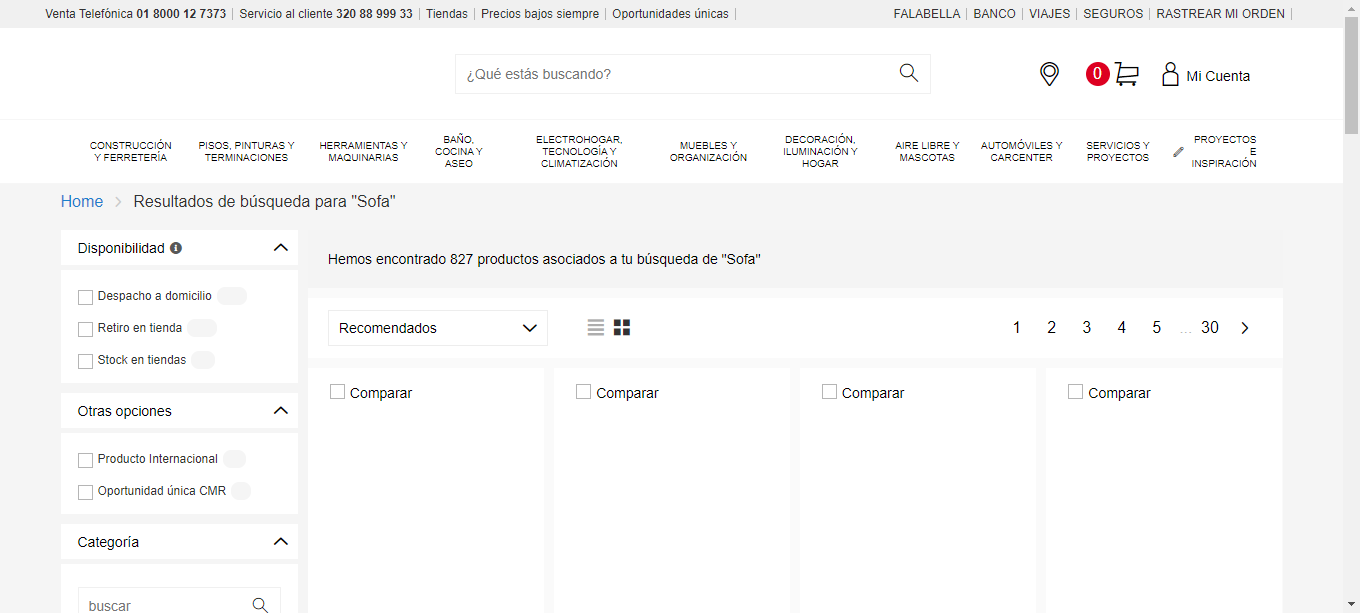 Venta Telefónica 01 8000 12 7373 | Servicio al cliente 320 88 999 33 | Tiendas | Precios bajos siempre | Oportunidades únicas |
FALABELLA | BANCO | VIAJES | SEGUROS | RASTREAR MI ORDEN |
¿Qué estás buscando?
0
Mi Cuenta
CONSTRUCCIÓN
Y FERRETERÍA
PISOS, PINTURAS Y
TERMINACIONES
HERRAMIENTAS Y
MAQUINARIAS
BAÑO,
COCINA Y
ASEO
ELECTROHOGAR,
TECNOLOGÍA Y
CLIMATIZACIÓN
MUEBLES Y
ORGANIZACIÓN
DECORACIÓN,
ILUMINACIÓN Y
HOGAR
AIRE LIBRE Y
MASCOTAS
AUTOMÓVILES Y
CARCENTER
SERVICIOS Y
PROYECTOS
PROYECTOS
E
INSPIRACIÓN
Home > Resultados de búsqueda para "Sofa"
Disponibilidad
Despacho a domicilio
Retiro en tienda
Stock en tiendas
Otras opciones
Producto Internacional
Oportunidad única CMR
Categoría
buscar
Hemos encontrado 827 productos asociados a tu búsqueda de "Sofa"
Recomendados
1 2 3 4 5 ... 30
Comparar
Comparar
Comparar
Comparar